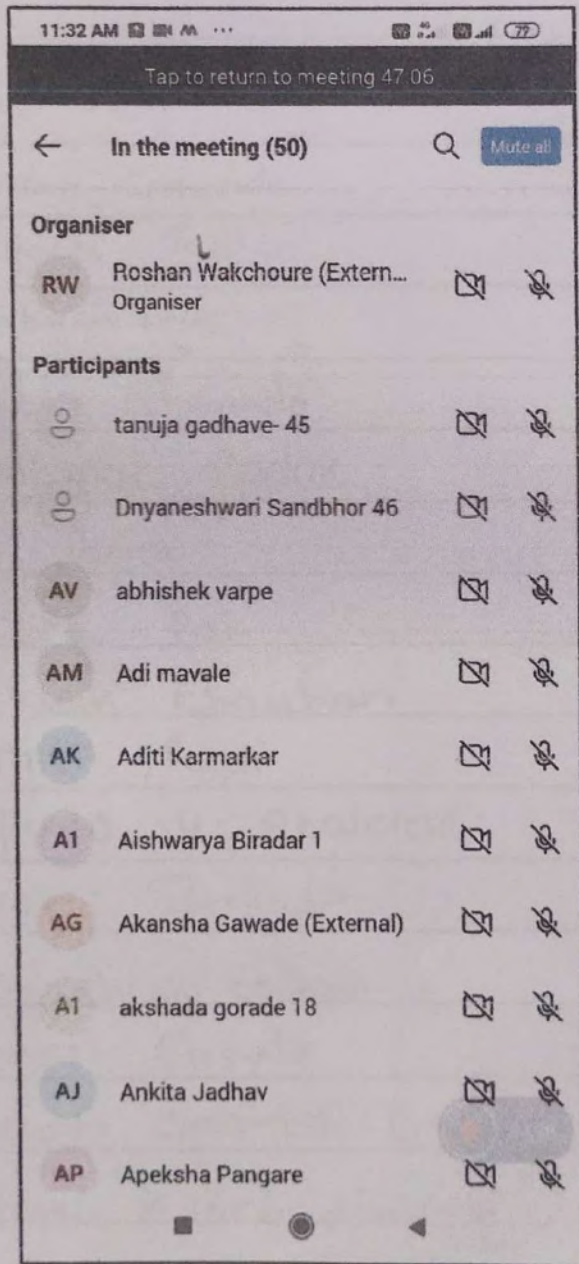 11:32 AM ...
77
Tap to return to meeting 47:06
In the meeting (50)
Mute all
Organiser
RW
Roshan Wakchoure (Extern...
Organiser
Participants
tanuja gadhave- 45
Dnyaneshwari Sandbhor 46
AV
abhishek varpe
AM
Adi mavale
AK
Aditi Karmarkar
A1
Aishwarya Biradar 1
AG
Akansha Gawade (External)
A1
akshada gorade 18
AJ
Ankita Jadhav
AP
Apeksha Pangare